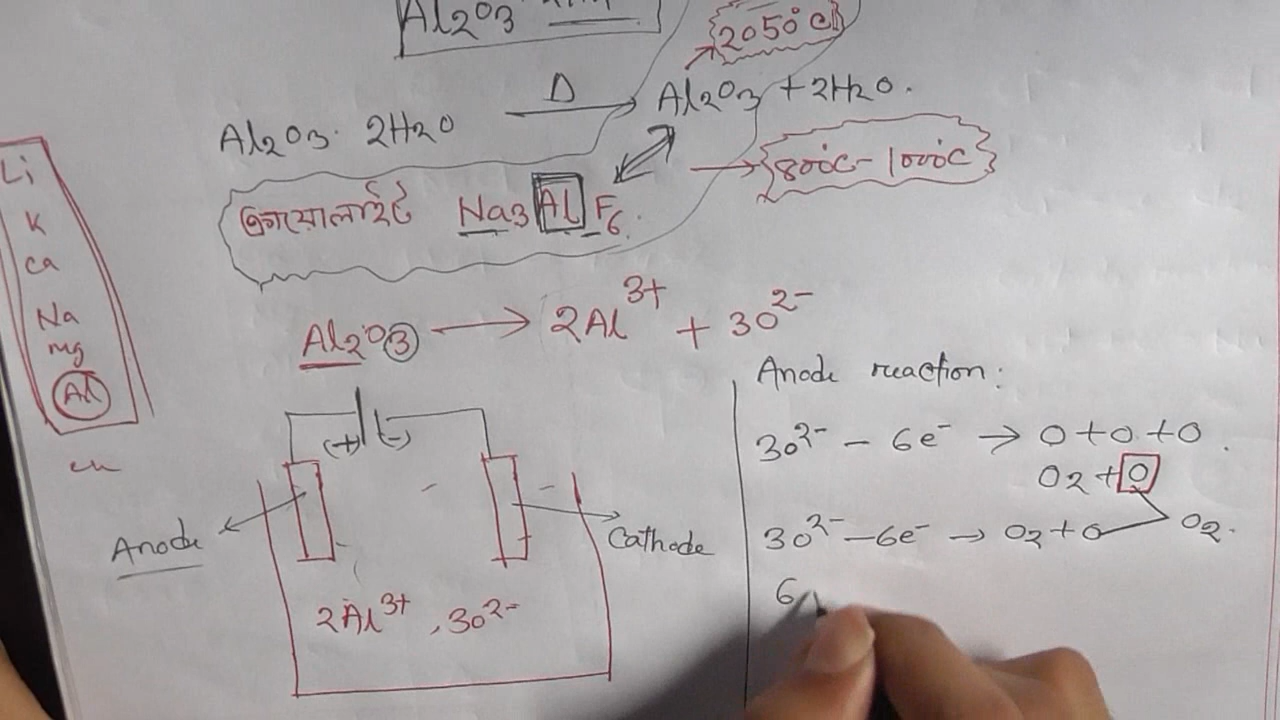 Al2O3
2050°C
Al2O3. 2H2O Δ→ Al2O3 + 2H2O.
→ 800°C - 1000°C
ক্রায়োলাইট Na3AlF6.
Li
K
Ca
Na
Mg
Al
Al2O3 → 2Al³⁺ + 3O²⁻
Anode reaction:
3O²⁻ - 6e⁻ → O+O+O.
O2+O
3O²⁻ - 6e⁻ → O2+O O2.
6
(+) (-)
Anode
Cathode
2Al³⁺, 3O²⁻